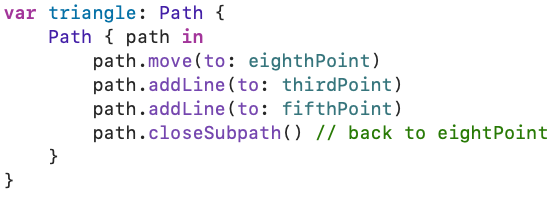 var triangle: Path {
    Path { path in
        path.move(to: eighthPoint)
        path.addLine(to: thirdPoint)
        path.addLine(to: fifthPoint)
        path.closeSubpath() // back to eightPoint
    }
}